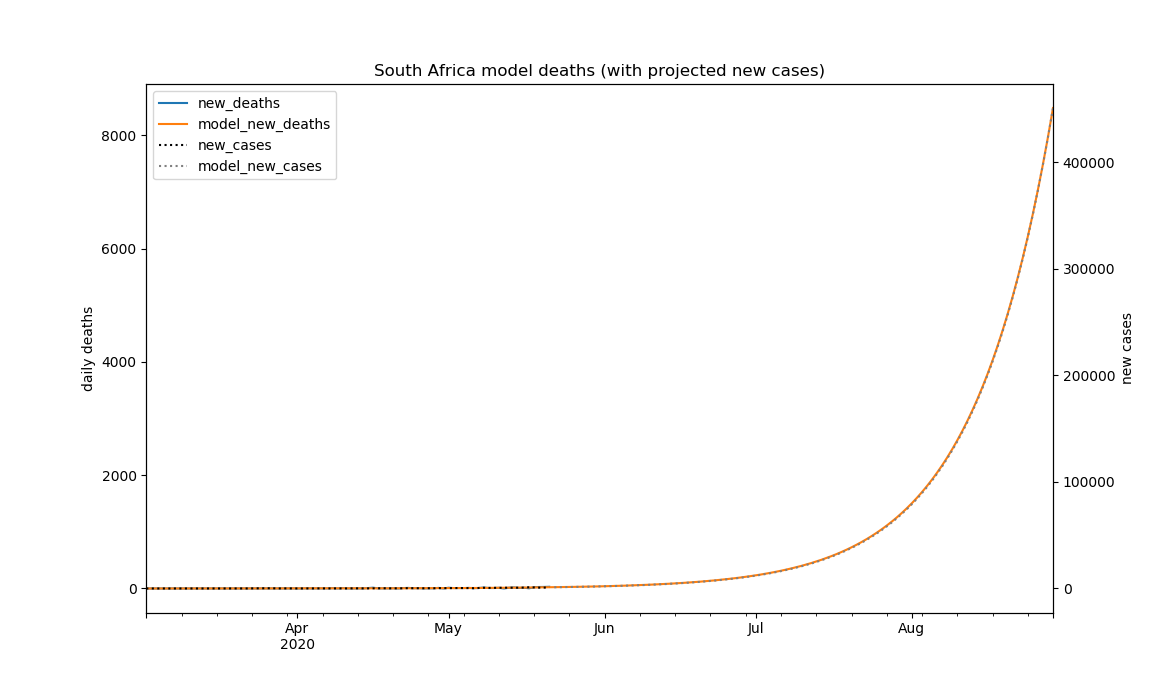 South Africa model deaths (with projected new cases)
new_deaths
model_new_deaths
new_cases
model_new_cases
8000
6000
4000
2000
0
daily deaths
400000
300000
200000
100000
0
new cases
Apr
2020
May
Jun
Jul
Aug